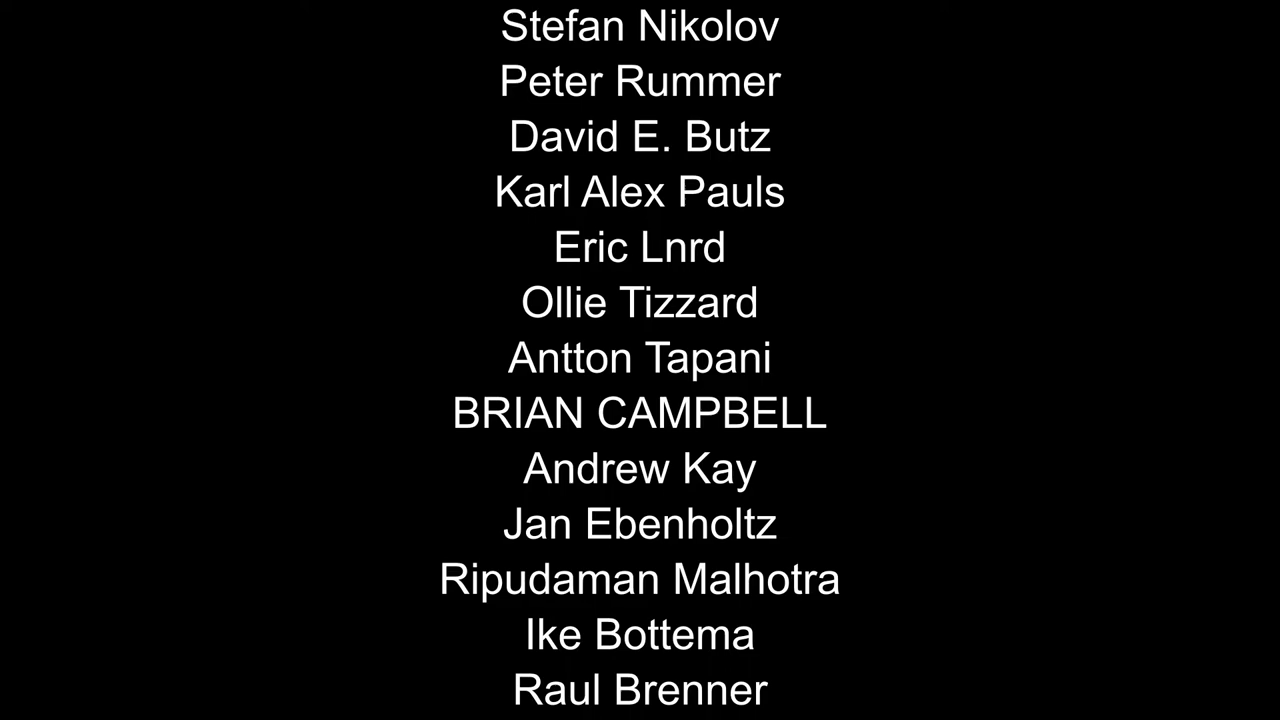 Stefan Nikolov
Peter Rummer
David E. Butz
Karl Alex Pauls
Eric Lnrd
Ollie Tizzard
Antton Tapani
BRIAN CAMPBELL
Andrew Kay
Jan Ebenholtz
Ripudaman Malhotra
Ike Bottema
Raul Brenner